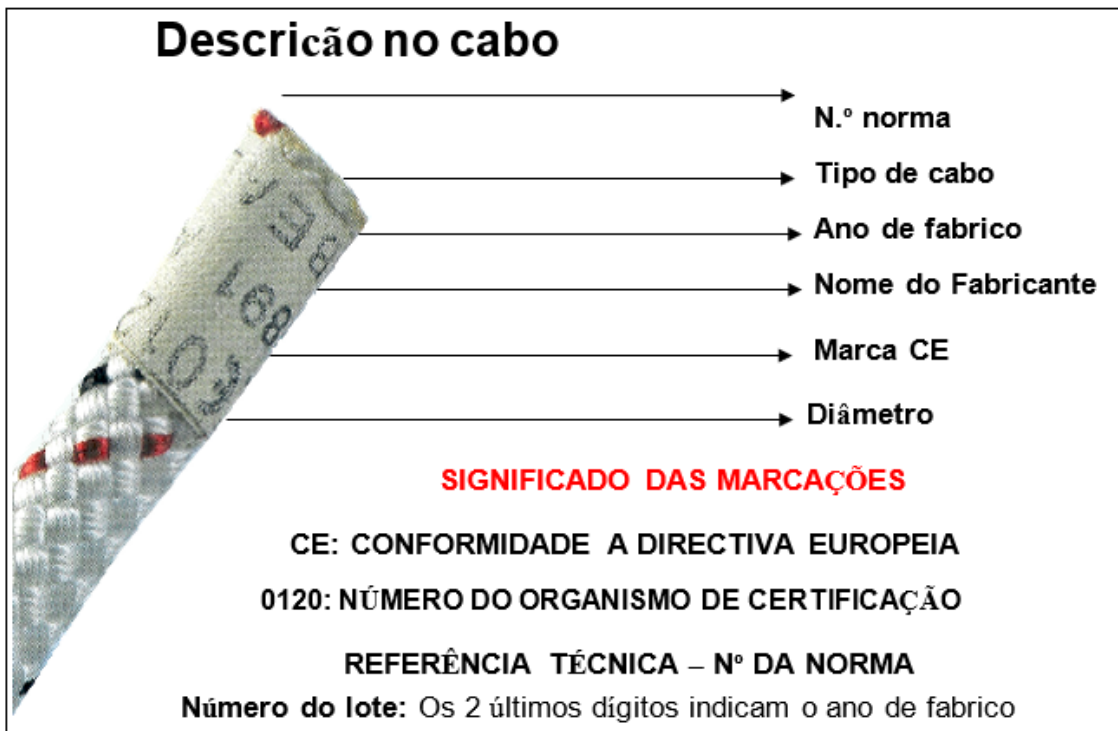 Descricão no cabo
N.º norma
Tipo de cabo
Ano de fabrico
Nome do Fabricante
Marca CE
Diâmetro
SIGNIFICADO DAS MARCAÇÕES
CE: CONFORMIDADE A DIRECTIVA EUROPEIA
0120: NÚMERO DO ORGANISMO DE CERTIFICAÇÃO
REFERÊNCIA TÉCNICA – Nº DA NORMA
Número do lote: Os 2 últimos dígitos indicam o ano de fabrico